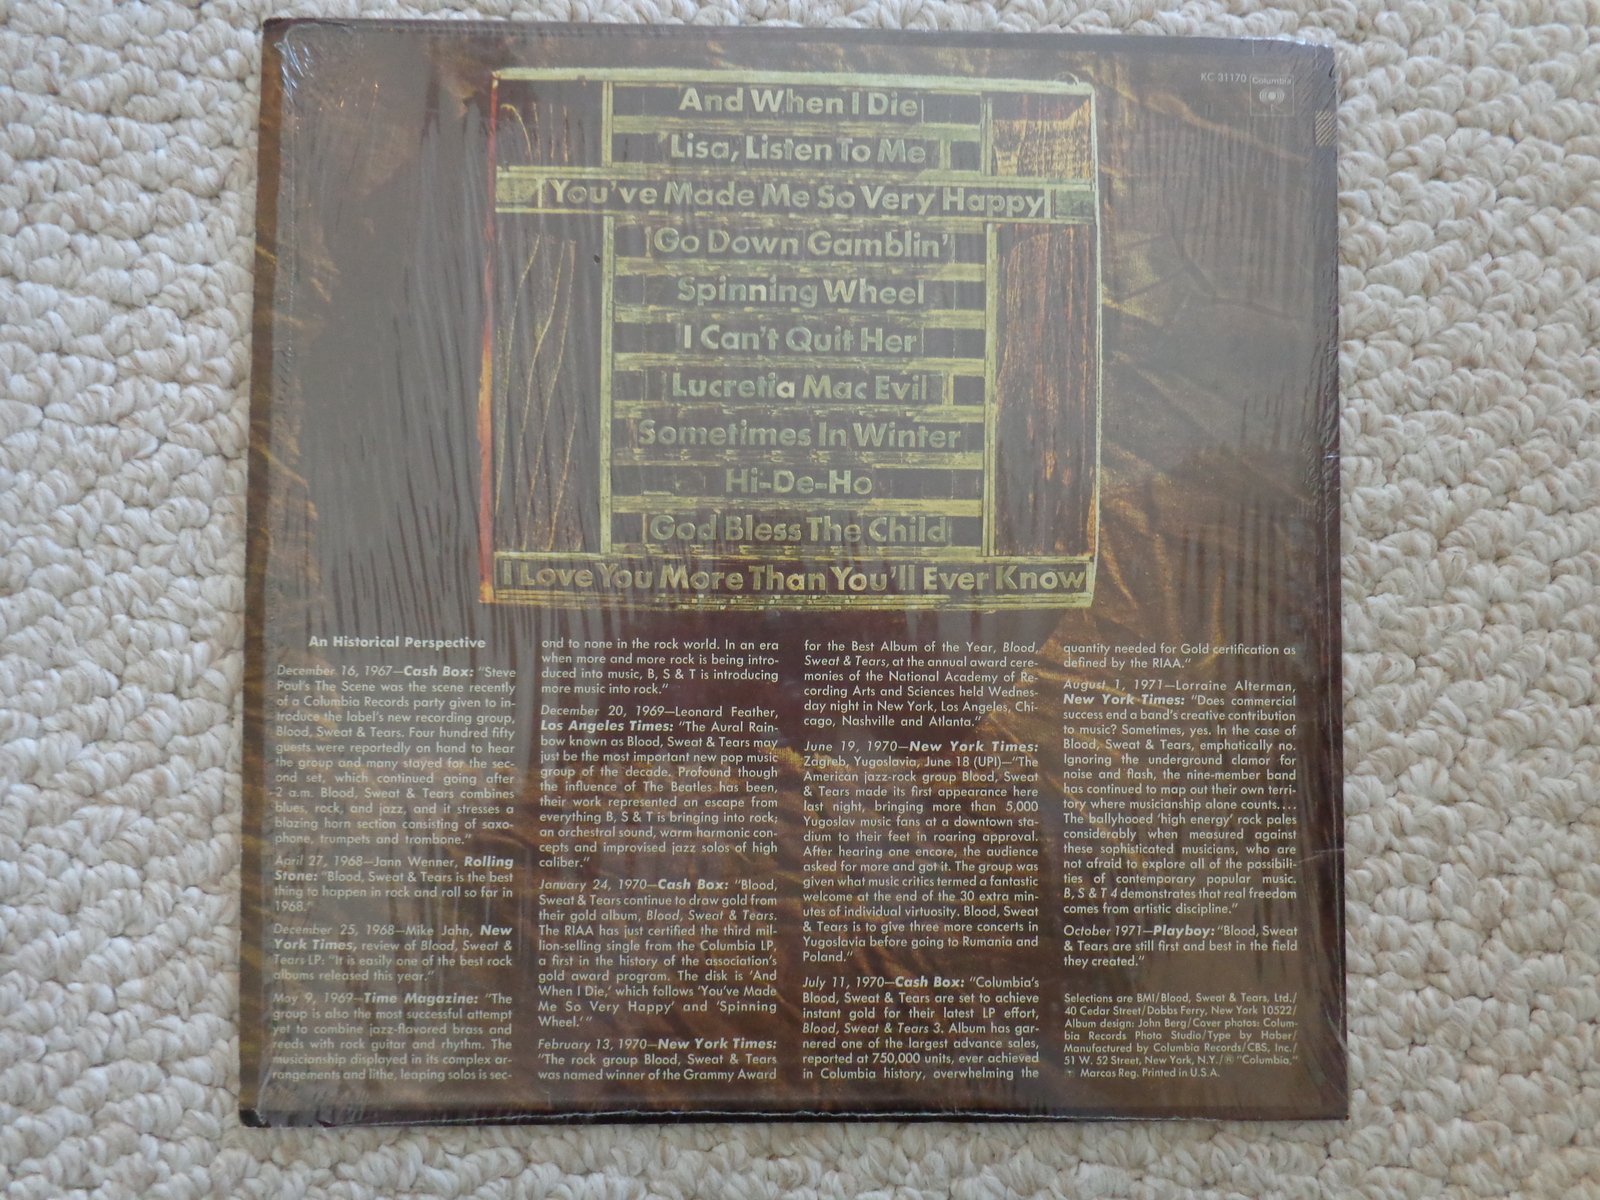 KC 31170
Columbia
And When I Die
Lisa, Listen To Me
You've Made Me So Very Happy
Go Down Gamblin'
Spinning Wheel
I Can't Quit Her
Lucretia Mac Evil
Sometimes In Winter
Hi-De-Ho
God Bless The Child
I Love You More Than You'll Ever Know
An Historical Perspective
December 16, 1967—Cash Box: "Steve
Paul's The Scene was the scene recently
of a Columbia Records party given to in-
troduce the label's new recording group,
Blood, Sweat & Tears. Four hundred fifty
guests were reportedly on hand to hear
the group and many stayed for the sec-
ond set, which continued going after
2 a.m. Blood, Sweat & Tears combines
blues, rock, and jazz, and it stresses a
blazing horn section consisting of saxo-
phone, trumpets and trombone."
April 27, 1968—Jann Wenner, Rolling
Stone: "Blood, Sweat & Tears is the best
thing to happen in rock and roll so far in
1968."
December 25, 1968—Mike Jahn, New
York Times, review of Blood, Sweat &
Tears LP: "It is easily one of the best rock
albums released this year."
May 9, 1969—Time Magazine: "The
group is also the most successful attempt
yet to combine jazz-flavored brass and
reeds with rock guitar and rhythm. The
musicianship displayed in its complex ar-
rangements and lithe, leaping solos is sec-
ond to none in the rock world. In an era
when more and more rock is being intro-
duced into music, B, S & T is introducing
more music into rock."
December 20, 1969—Leonard Feather,
Los Angeles Times: "The Aural Rain-
bow known as Blood, Sweat & Tears may
just be the most important new pop music
group of the decade. Profound though
the influence of The Beatles has been,
their work represented an escape from
everything B, S & T is bringing into rock;
an orchestral sound, warm harmonic con-
cepts and improvised jazz solos of high
caliber."
January 24, 1970—Cash Box: "Blood,
Sweat & Tears continue to draw gold from
their gold album, Blood, Sweat & Tears.
The RIAA has just certified the third mil-
lion-selling single from the Columbia LP,
a first in the history of the association's
gold award program. The disk is 'And
When I Die,' which follows 'You've Made
Me So Very Happy' and 'Spinning
Wheel.'"
February 13, 1970—New York Times:
"The rock group Blood, Sweat & Tears
was named winner of the Grammy Award
for the Best Album of the Year, Blood,
Sweat & Tears, at the annual award cere-
monies of the National Academy of Re-
cording Arts and Sciences held Wednes-
day night in New York, Los Angeles, Chi-
cago, Nashville and Atlanta."
June 19, 1970—New York Times:
Zagreb, Yugoslavia, June 18 (UPI)—"The
American jazz-rock group Blood, Sweat
& Tears made its first appearance here
last night, bringing more than 5,000
Yugoslav music fans at a downtown sta-
dium to their feet in roaring approval.
After hearing one encore, the audience
asked for more and got it. The group was
given what music critics termed a fantastic
welcome at the end of the 30 extra min-
utes of individual virtuosity. Blood, Sweat
& Tears is to give three more concerts in
Yugoslavia before going to Rumania and
Poland."
July 11, 1970—Cash Box: "Columbia's
Blood, Sweat & Tears are set to achieve
instant gold for their latest LP effort,
Blood, Sweat & Tears 3. Album has gar-
nered one of the largest advance sales,
reported at 750,000 units, ever achieved
in Columbia history, overwhelming the
quantity needed for Gold certification as
defined by the RIAA."
August 1, 1971—Lorraine Alterman,
New York Times: "Does commercial
success end a band's creative contribution
to music? Sometimes, yes. In the case of
Blood, Sweat & Tears, emphatically no.
Ignoring the underground clamor for
noise and flash, the nine-member band
has continued to map out their own terri-
tory where musicianship alone counts....
The ballyhooed 'high energy' rock pales
considerably when measured against
these sophisticated musicians, who are
not afraid to explore all of the possibili-
ties of contemporary popular music.
B, S & T 4 demonstrates that real freedom
comes from artistic discipline."
October 1971—Playboy: "Blood, Sweat
& Tears are still first and best in the field
they created."
Selections are BMI/Blood, Sweat & Tears, Ltd./
40 Cedar Street/Dobbs Ferry, New York 10522/
Album design: John Berg/Cover photos: Colum-
bia Records Photo Studio/Type by Haber/
Manufactured by Columbia Records/CBS, Inc./
51 W. 52 Street, New York, N.Y./® "Columbia,"
Marcas Reg. Printed in U.S.A.